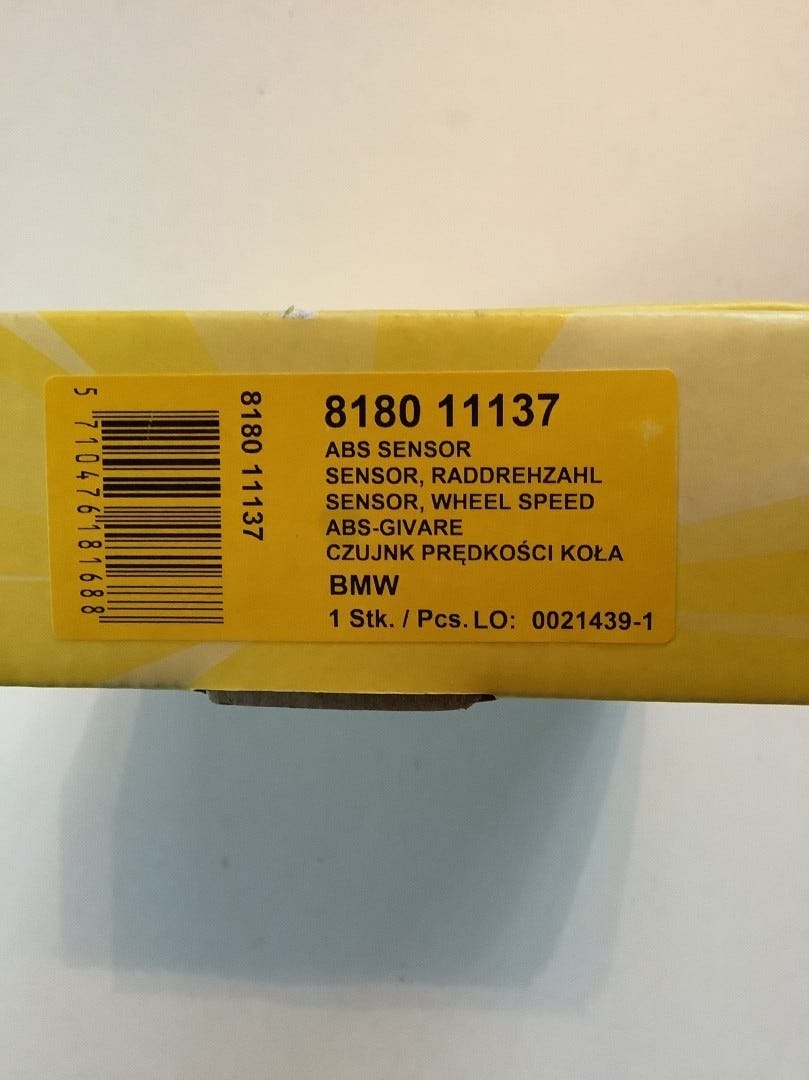 5 710476 181688
8180 11137
8180 11137
ABS SENSOR
SENSOR, RADDREHZAHL
SENSOR, WHEEL SPEED
ABS-GIVARE
CZUJNK PRĘDKOŚCI KOŁA
BMW
1 Stk. / Pcs. LO: 0021439-1